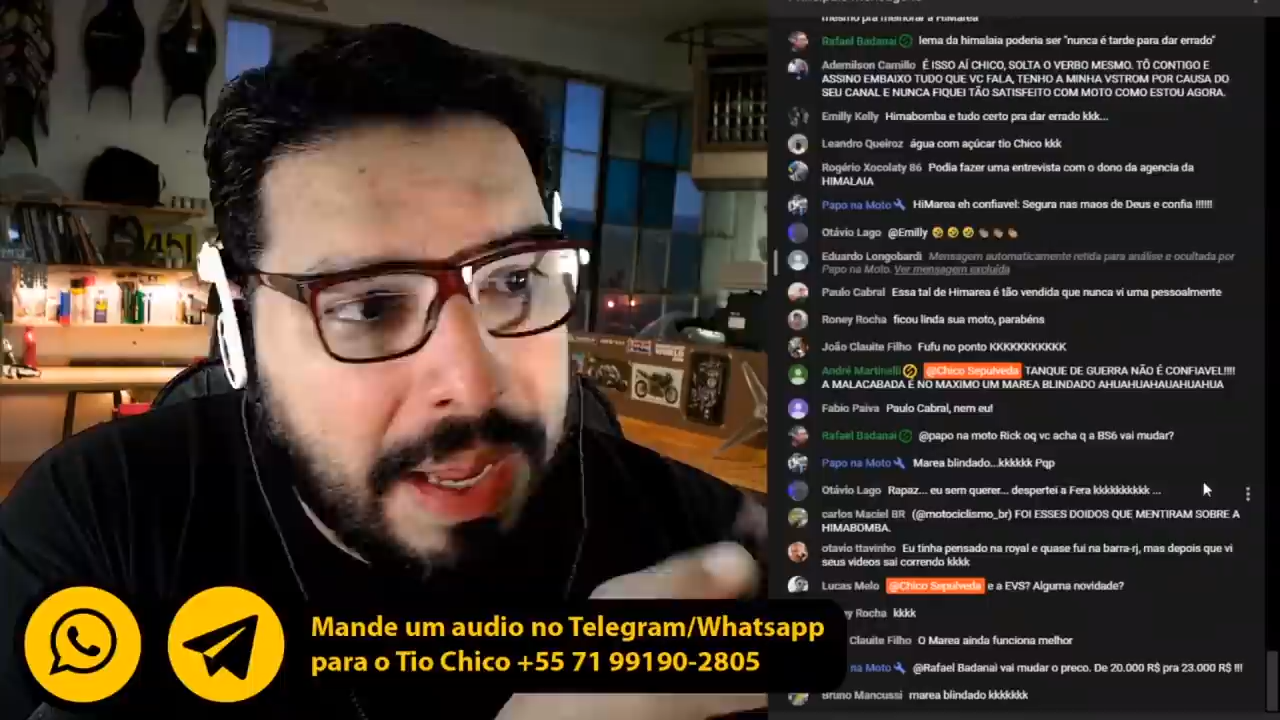 mesmo pra melhorar a HiMarea
Rafael Badanai lema da himalaia poderia ser "nunca é tarde para dar errado"
Ademilson Camillo É ISSO AÍ CHICO, SOLTA O VERBO MESMO. TÔ CONTIGO E
ASSINO EMBAIXO TUDO QUE VC FALA, TENHO A MINHA VSTROM POR CAUSA DO
SEU CANAL E NUNCA FIQUEI TÃO SATISFEITO COM MOTO COMO ESTOU AGORA.
Emilly Kelly Himabomba e tudo certo pra dar errado kkk...
Leandro Queiroz água com açúcar tio Chico kkk
Rogério Xocolaty 86 Podia fazer uma entrevista com o dono da agencia da
HIMALAIA
Papo na Moto HiMarea eh confiavel: Segura nas maos de Deus e confia !!!!!!
Otávio Lago @Emilly
Eduardo Longobardi Mensagem automaticamente retida para análise e ocultada por
Papo na Moto. Ver mensagem excluída
Paulo Cabral Essa tal de Himarea é tão vendida que nunca vi uma pessoalmente
Roney Rocha ficou linda sua moto, parabéns
João Clauite Filho Fufu no ponto KKKKKKKKKKK
André Martinelli @Chico Sepulveda TANQUE DE GUERRA NÃO É CONFIAVEL!!!!
A MALACABADA E NO MAXIMO UM MAREA BLINDADO AHUAHUAHAUAHUAHUA
Fabio Paiva Paulo Cabral, nem eu!
Rafael Badanai @papo na moto Rick oq vc acha q a BS6 vai mudar?
Papo na Moto Marea blindado...kkkkkk Pqp
Otávio Lago Rapaz... eu sem querer... despertei a Fera kkkkkkkkkk ...
carlos Maciel BR (@motociclismo_br) FOI ESSES DOIDOS QUE MENTIRAM SOBRE A
HIMABOMBA.
otavio ttavinho Eu tinha pensado na royal e quase fui na barra-rj, mas depois que vi
seus videos sai correndo kkkk
Lucas Melo @Chico Sepulveda e a EVS? Alguma novidade?
ey Rocha kkkk
Clauite Filho O Marea ainda funciona melhor
na Moto @Rafael Badanai vai mudar o preco. De 20.000 R$ pra 23.000 R$ !!!
Bruno Mancussi marea blindado kkkkkkk
Mande um audio no Telegram/Whatsapp
para o Tio Chico +55 71 99190-2805